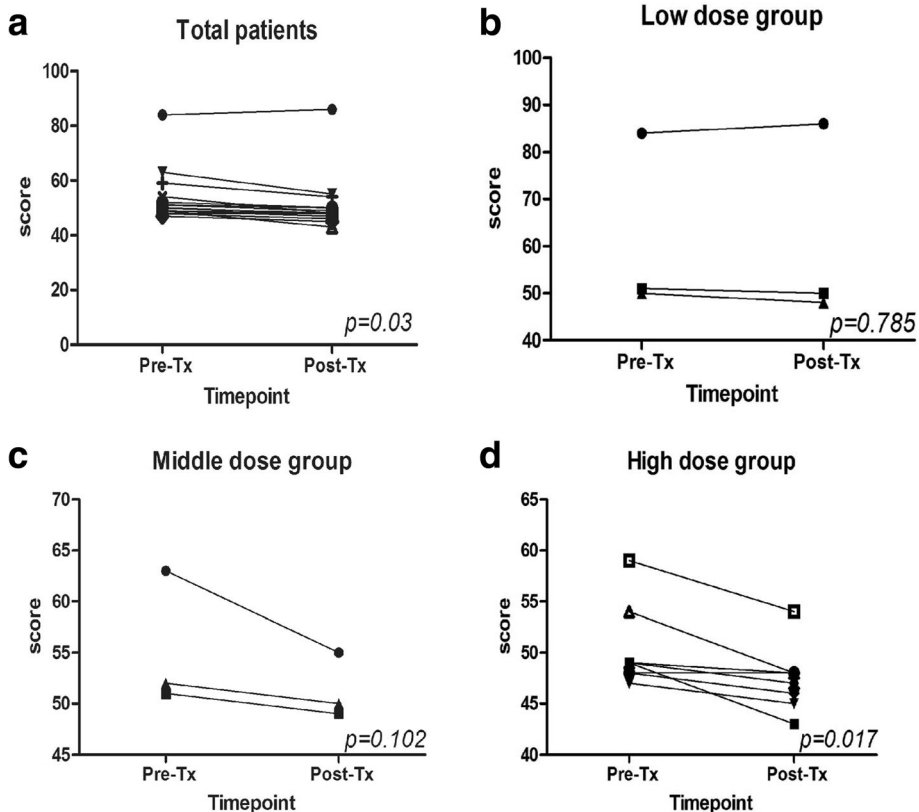 a
Total patients
100
80
60
40
20
0
score
Pre-Tx
Post-Tx
p=0.03
Timepoint
b
Low dose group
100
90
80
70
60
50
40
score
Pre-Tx
Post-Tx
p=0.785
Timepoint
c
Middle dose group
70
65
60
55
50
45
score
Pre-Tx
Post-Tx
p=0.102
Timepoint
d
High dose group
65
60
55
50
45
40
score
Pre-Tx
Post-Tx
p=0.017
Timepoint